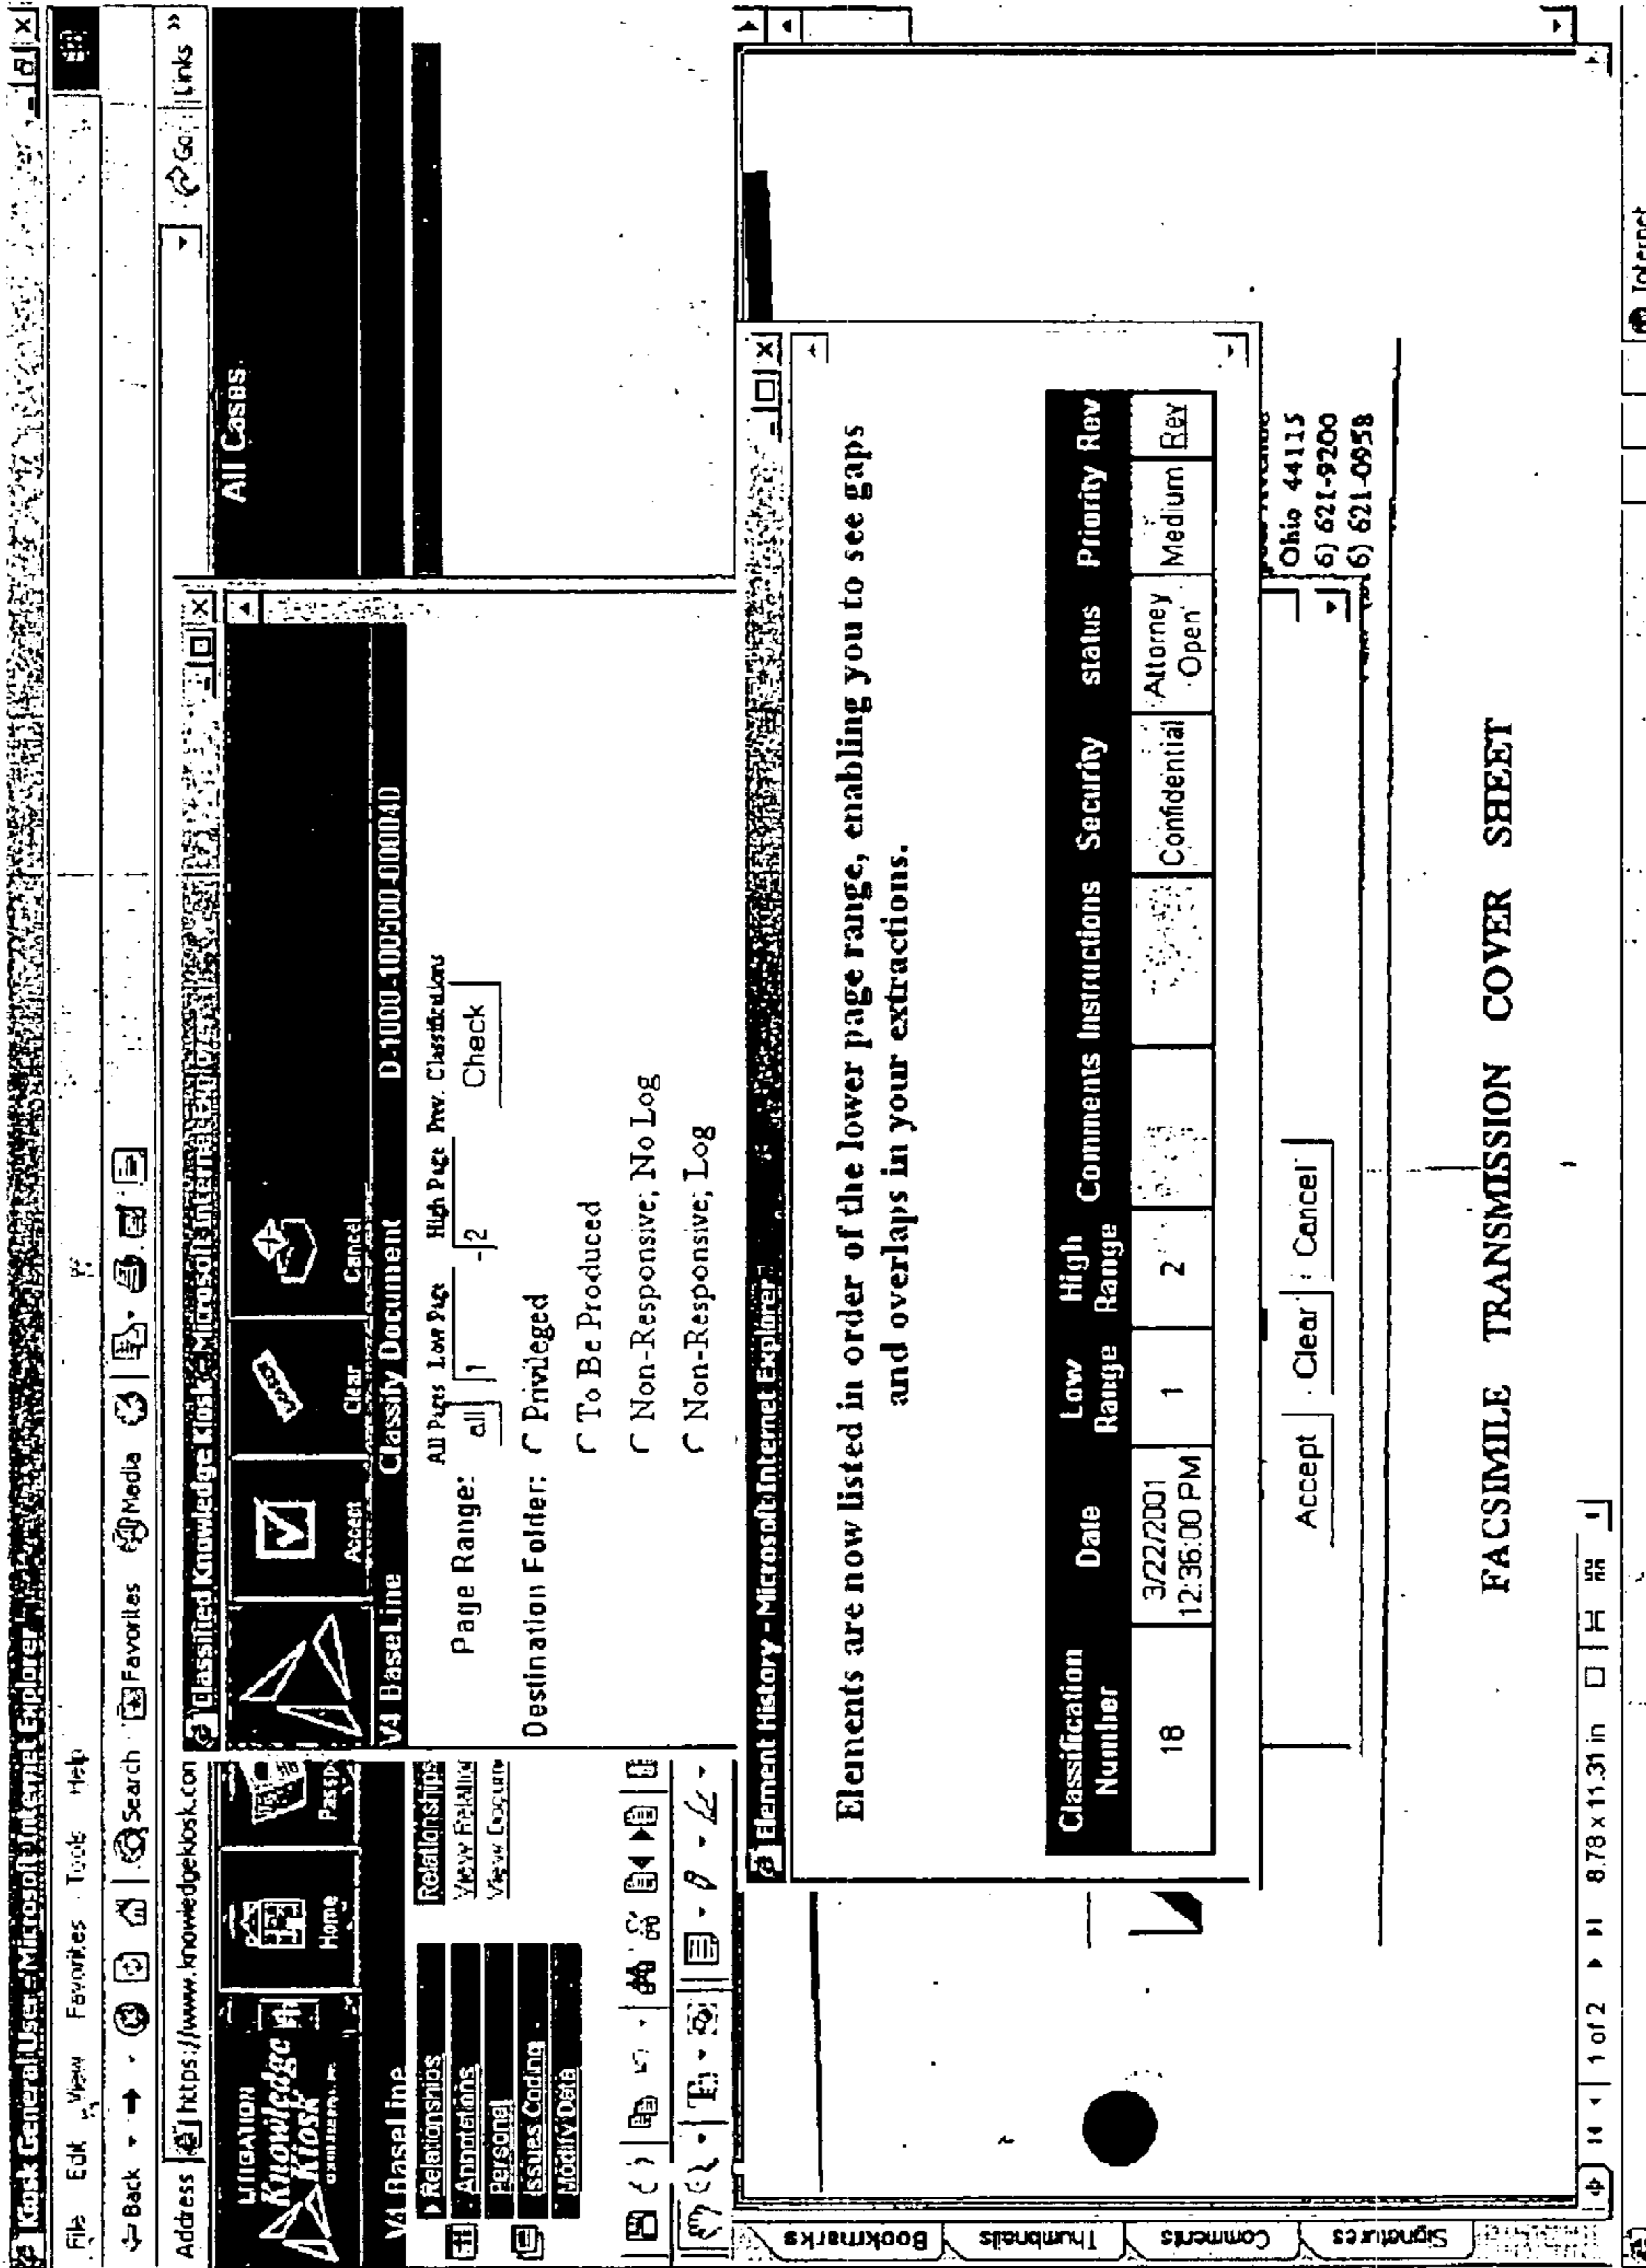 Kiosk General User - Microsoft Internet Explorer
File Edit View Favorites Tools Help
Back Search Favorites Media
Address https://www.knowledgekiosk.com Go Links »
LITIGATION
Knowledge
Kiosk
Home
V4 BaseLine
All Cases
Relationships
Annotations
Personal
Issues Coding
Modify Data
Relationships
Classified Knowledge Kiosk - Microsoft Internet Explorer
Accept Clear Cancel
V4 BaseLine Classify Document D-1000-100500-000040
All Pages Low Page High Page Prev. Classifications
Page Range: all 1 - 2 Check
Destination Folder: Privileged
To Be Produced
Non-Responsive; No Log
Non-Responsive; Log
Element History - Microsoft Internet Explorer
Elements are now listed in order of the lower page range, enabling you to see gaps
and overlaps in your extractions.
Classification Number Date Low Range High Range Comments Instructions Security status Priority Rev
18 3/22/2001 12:36:00 PM 1 2 Confidential Attorney Open Medium Rev
Accept Clear Cancel
Ohio 44115
6) 621-9200
6) 621-0958
FACSIMILE TRANSMISSION COVER SHEET
Bookmarks
Thumbnails
Comments
Signatures
1 of 2 8.78 x 11.31 in
Internet